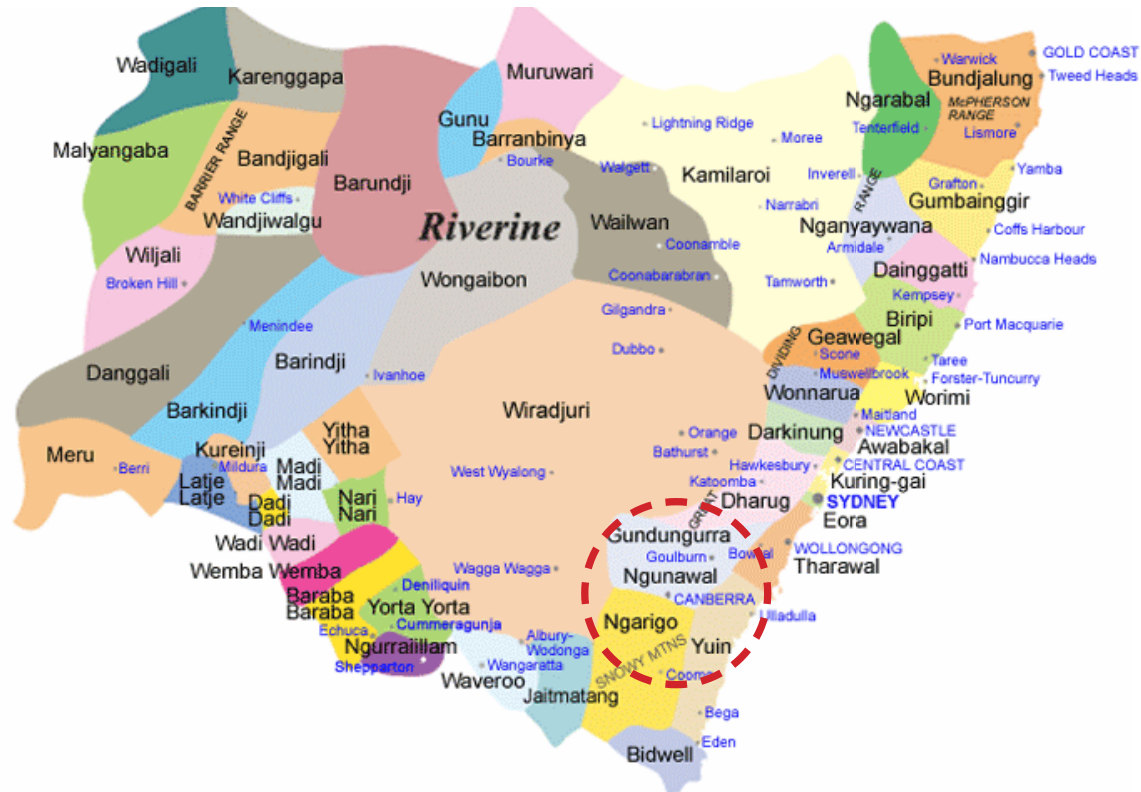 Wadigali
Karenggapa
Muruwari
GOLD COAST
Warwick
Bundjalung
Tweed Heads
Ngarabal
McPHERSON
RANGE
Gunu
Lightning Ridge
Tenterfield
Lismore
Malyangaba
BARRIER RANGE
Bandjigali
Barranbinya
Bourke
Moree
Walgett
Kamilaroi
Inverell
RANGE
Yamba
Barundji
Grafton
Gumbainggir
White Cliffs
Wandjiwalgu
Riverine
Wailwan
Narrabri
Nganyaywana
Coffs Harbour
Armidale
Coonamble
Wiljali
Broken Hill
Wongaibon
Coonabarabran
Tamworth
Dainggatti
Nambucca Heads
Kempsey
Gilgandra
Menindee
Biripi
Port Macquarie
Geawegal
DIVIDING
Scone
Dubbo
Barindji
Ivanhoe
Danggali
Muswellbrook
Taree
Forster-Tuncurry
Wonnarua
Worimi
Barkindji
Wiradjuri
Maitland
NEWCASTLE
Yitha
Yitha
Orange
Darkinung
Awabakal
Meru
Berri
Kureinji
Mildura
Bathurst
Hawkesbury
CENTRAL COAST
Latje
Latje
Madi
Madi
West Wyalong
Katoomba
Kuring-gai
Dadi
Dadi
Nari
Nari
Hay
GREAT
Dharug
SYDNEY
Eora
Wadi Wadi
Gundungurra
Goulburn
Bowral
WOLLONGONG
Tharawal
Wemba Wemba
Wagga Wagga
Ngunawal
Baraba
Baraba
Deniliquin
CANBERRA
Yorta Yorta
Ulladulla
Echuca
Cummeragunja
Ngarigo
Ngurraiillam
Albury-
Wodonga
Yuin
Shepparton
Wangaratta
SNOWY MTNS
Cooma
Waveroo
Jaitmatang
Bega
Eden
Bidwell